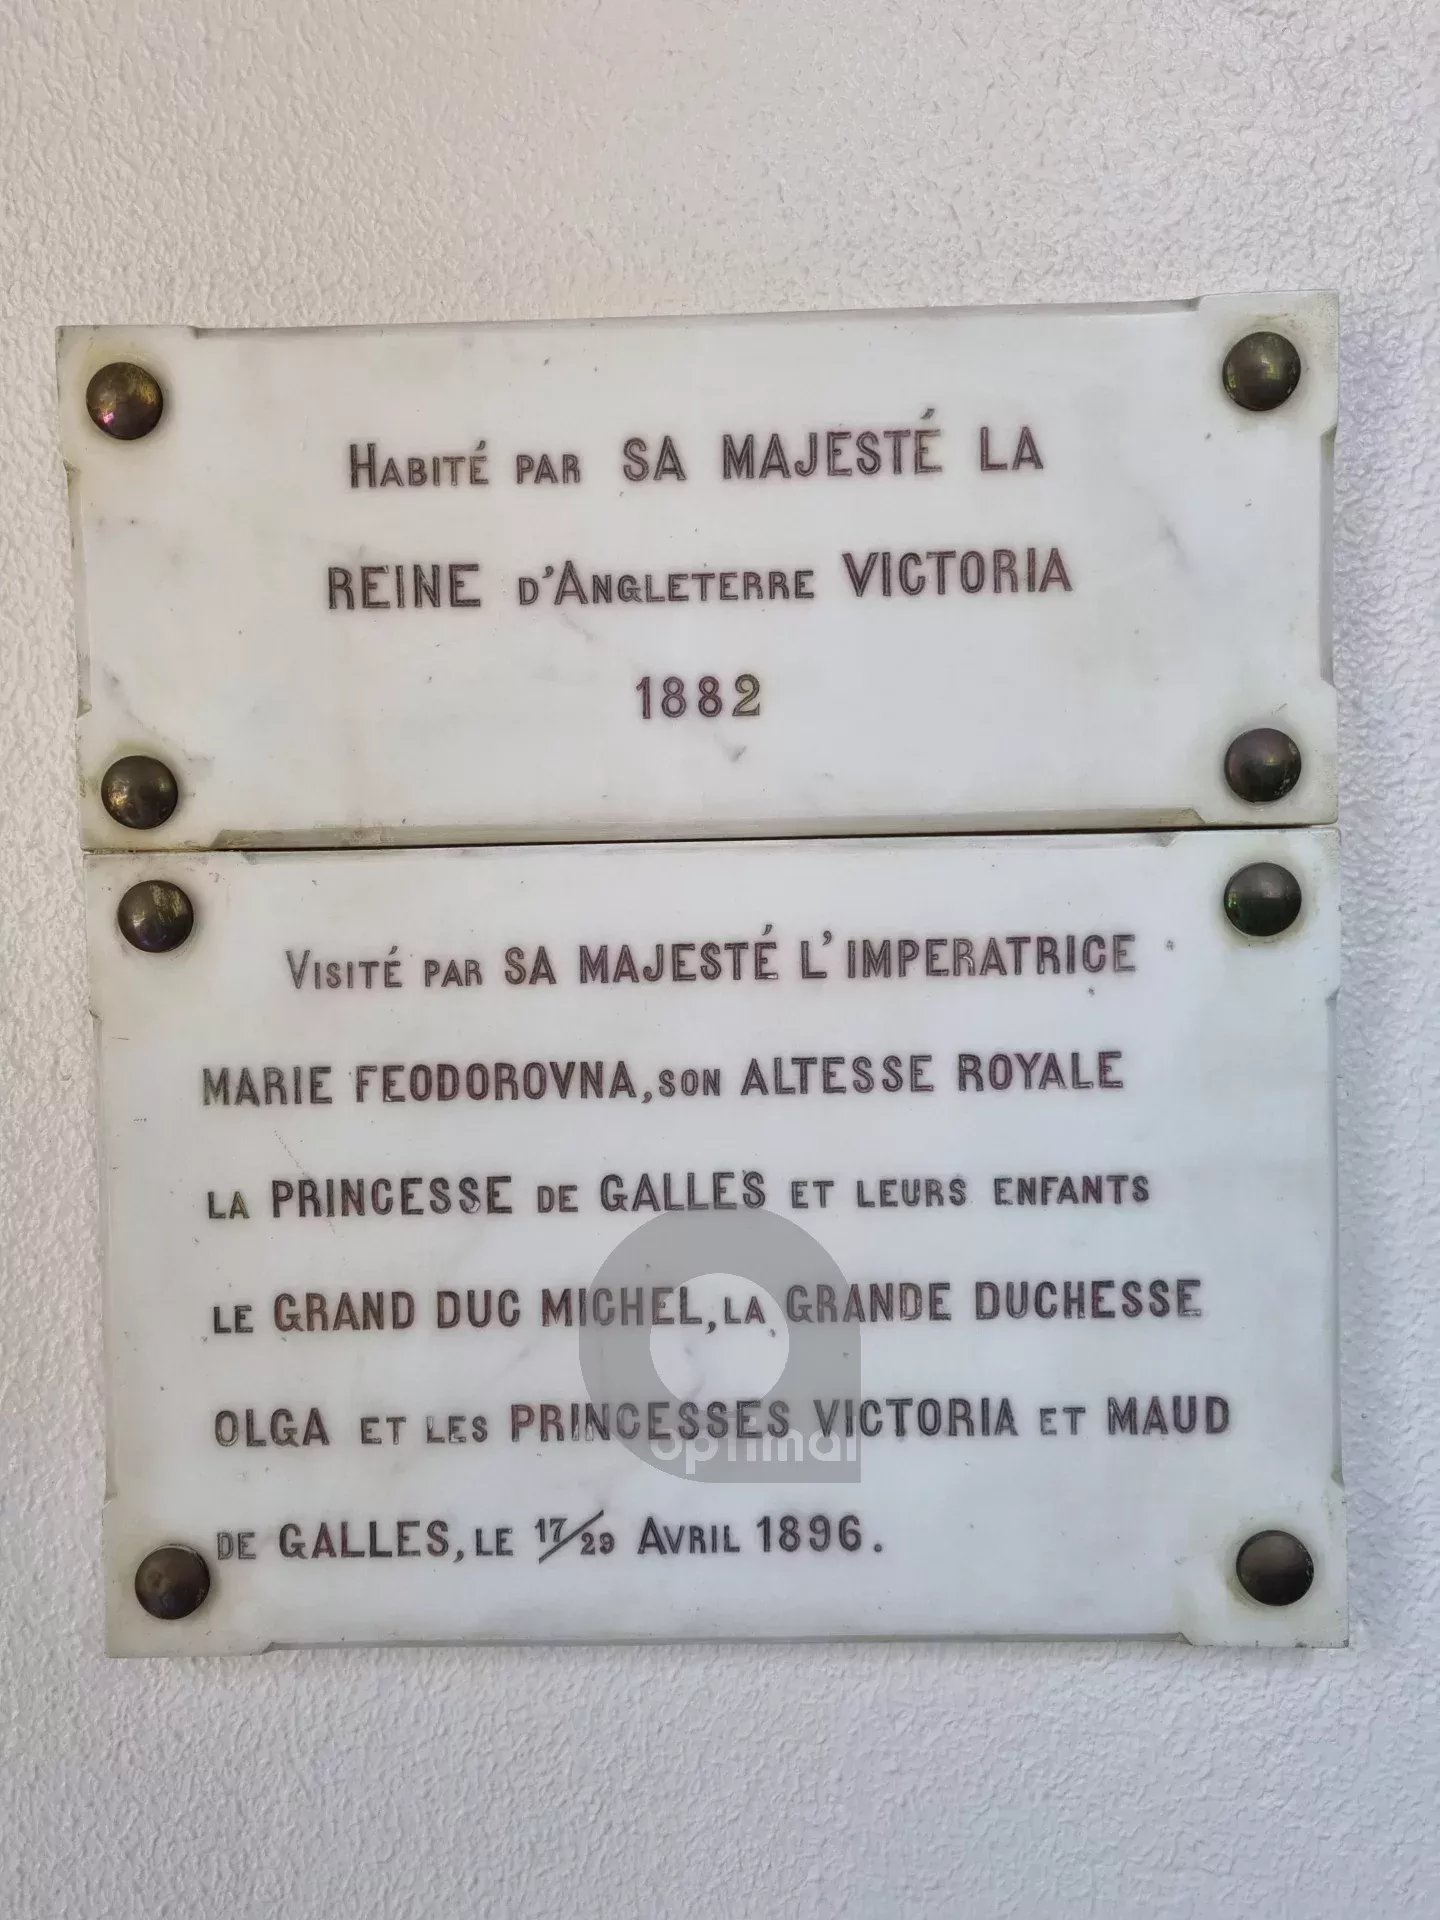 HABITÉ PAR SA MAJESTÉ LA
REINE D'ANGLETERRE VICTORIA
1882
VISITÉ PAR SA MAJESTÉ L'IMPERATRICE
MARIE FEODOROVNA, SON ALTESSE ROYALE
LA PRINCESSE DE GALLES ET LEURS ENFANTS
LE GRAND DUC MICHEL, LA GRANDE DUCHESSE
OLGA ET LES PRINCESSES VICTORIA ET MAUD
optimal
DE GALLES, LE 17/29 AVRIL 1896.